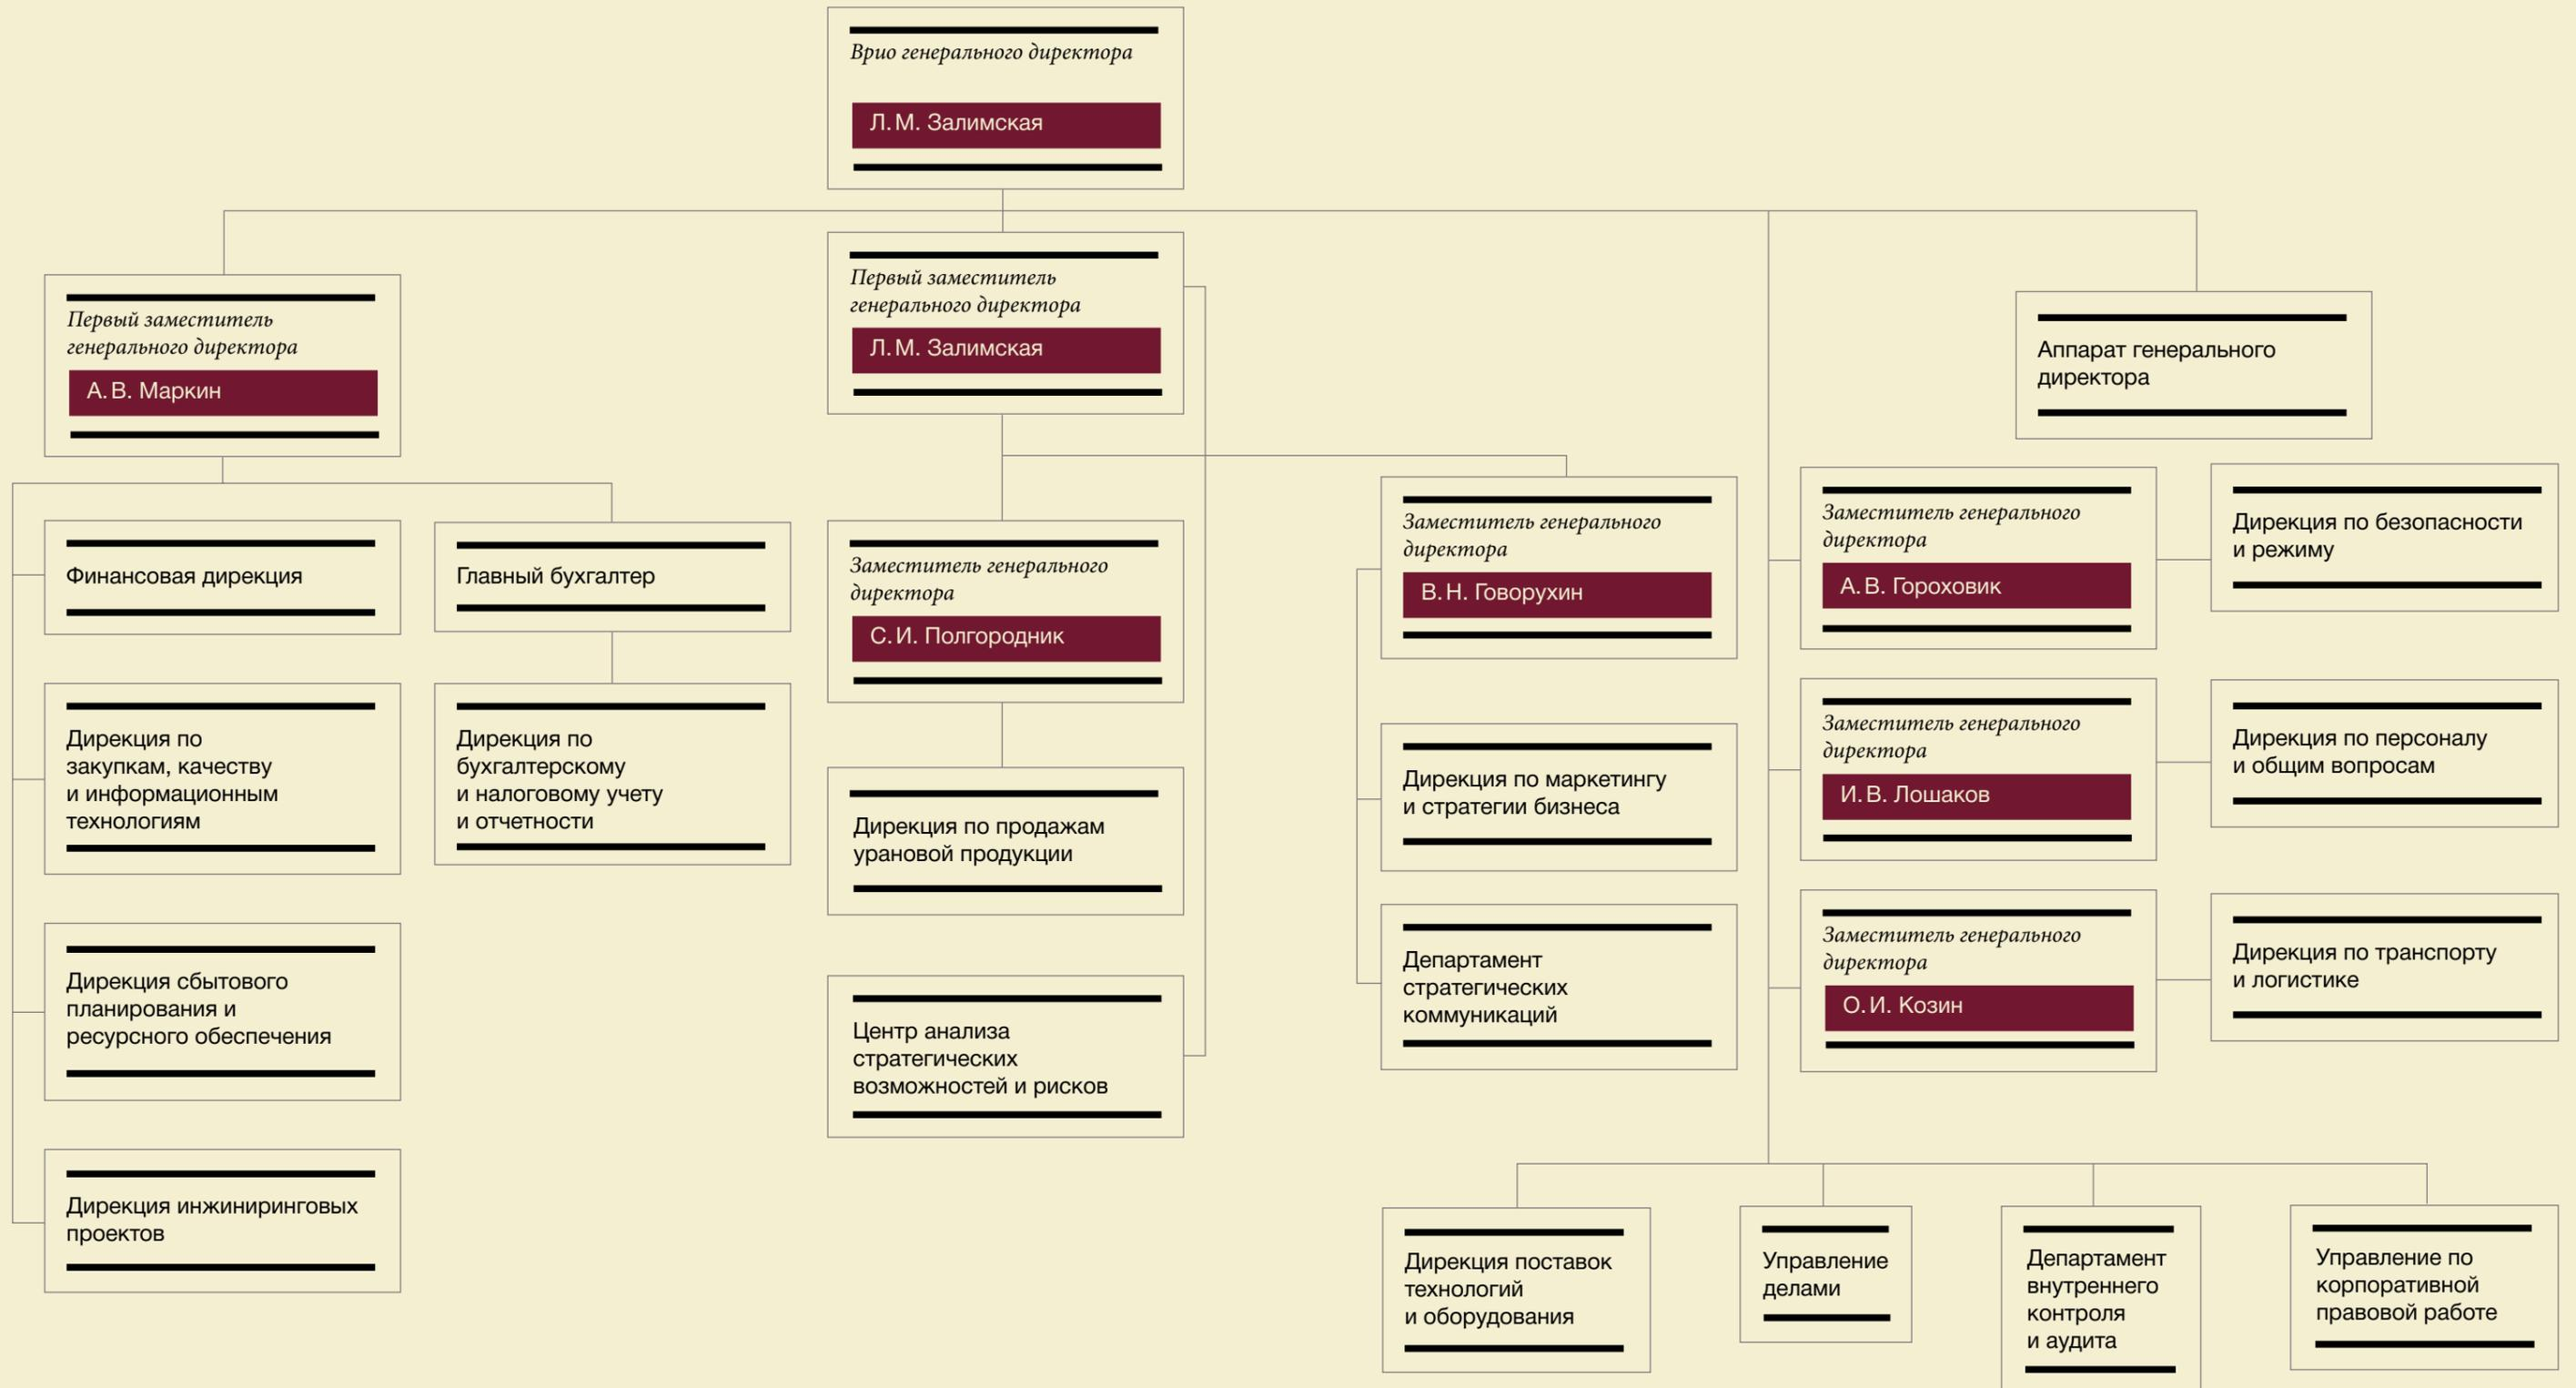 Врио генерального директора
Л. М. Залимская
Первый заместитель
генерального директора
А. В. Маркин
Первый заместитель
генерального директора
Л. М. Залимская
Аппарат генерального
директора
Финансовая дирекция
Главный бухгалтер
Дирекция по
закупкам, качеству
и информационным
технологиям
Дирекция по
бухгалтерскому
и налоговому учету
и отчетности
Дирекция сбытового
планирования и
ресурсного обеспечения
Дирекция инжиниринговых
проектов
Заместитель генерального
директора
С. И. Полгородник
Дирекция по продажам
урановой продукции
Центр анализа
стратегических
возможностей и рисков
Заместитель генерального
директора
В. Н. Говорухин
Дирекция по маркетингу
и стратегии бизнеса
Департамент
стратегических
коммуникаций
Заместитель генерального
директора
А. В. Гороховик
Дирекция по безопасности
и режиму
Заместитель генерального
директора
И. В. Лошаков
Дирекция по персоналу
и общим вопросам
Заместитель генерального
директора
О. И. Козин
Дирекция по транспорту
и логистике
Дирекция поставок
технологий
и оборудования
Управление
делами
Департамент
внутреннего
контроля
и аудита
Управление по
корпоративной
правовой работе